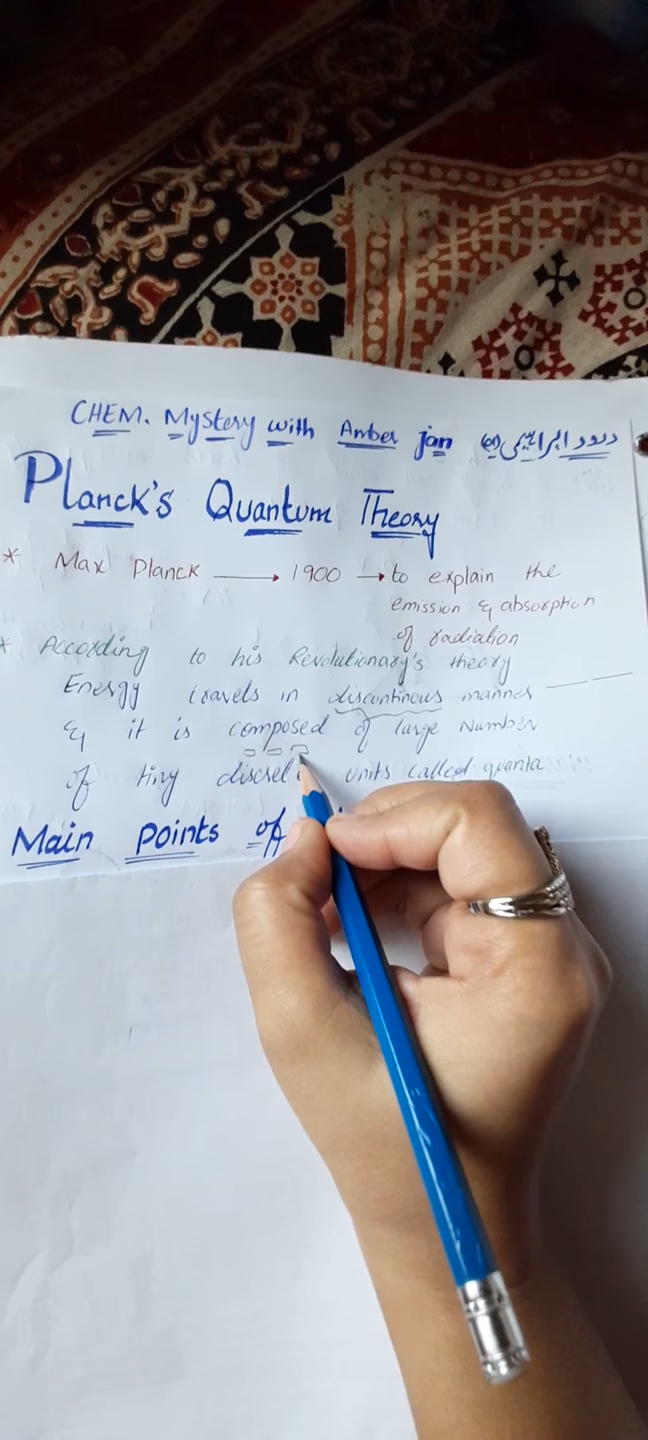 CHEM. Mystery with Amber jan درود ابراہیمی (ص)
Planck's Quantum Theory
* Max Planck → 1900 → to explain the
emission & absorption
of radiation
* According to his Revolutionary's theory
Energy travels in discontinous manner
& it is composed of large Number
of tiny discrete units called quanta
Main Points of